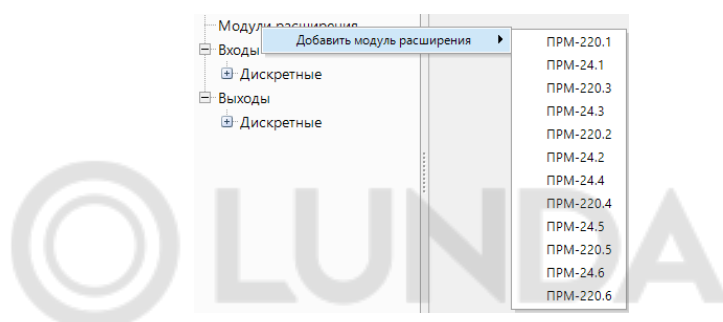 Модули расширения
Добавить модуль расширения
Входы
Дискретные
Выходы
Дискретные
ПРМ-220.1
ПРМ-24.1
ПРМ-220.3
ПРМ-24.3
ПРМ-220.2
ПРМ-24.2
ПРМ-24.4
ПРМ-220.4
ПРМ-24.5
ПРМ-220.5
ПРМ-24.6
ПРМ-220.6
LUNDA